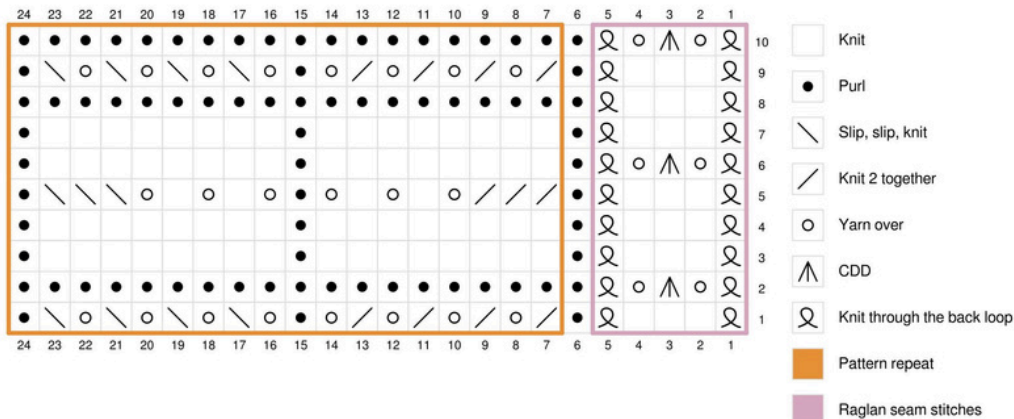 24 23 22 21 20 19 18 17 16 15 14 13 12 11 10 9 8 7 6 5 4 3 2 1
10
9
8
7
6
5
4
3
2
1
24 23 22 21 20 19 18 17 16 15 14 13 12 11 10 9 8 7 6 5 4 3 2 1
Knit
Purl
Slip, slip, knit
Knit 2 together
Yarn over
CDD
Knit through the back loop
Pattern repeat
Raglan seam stitches